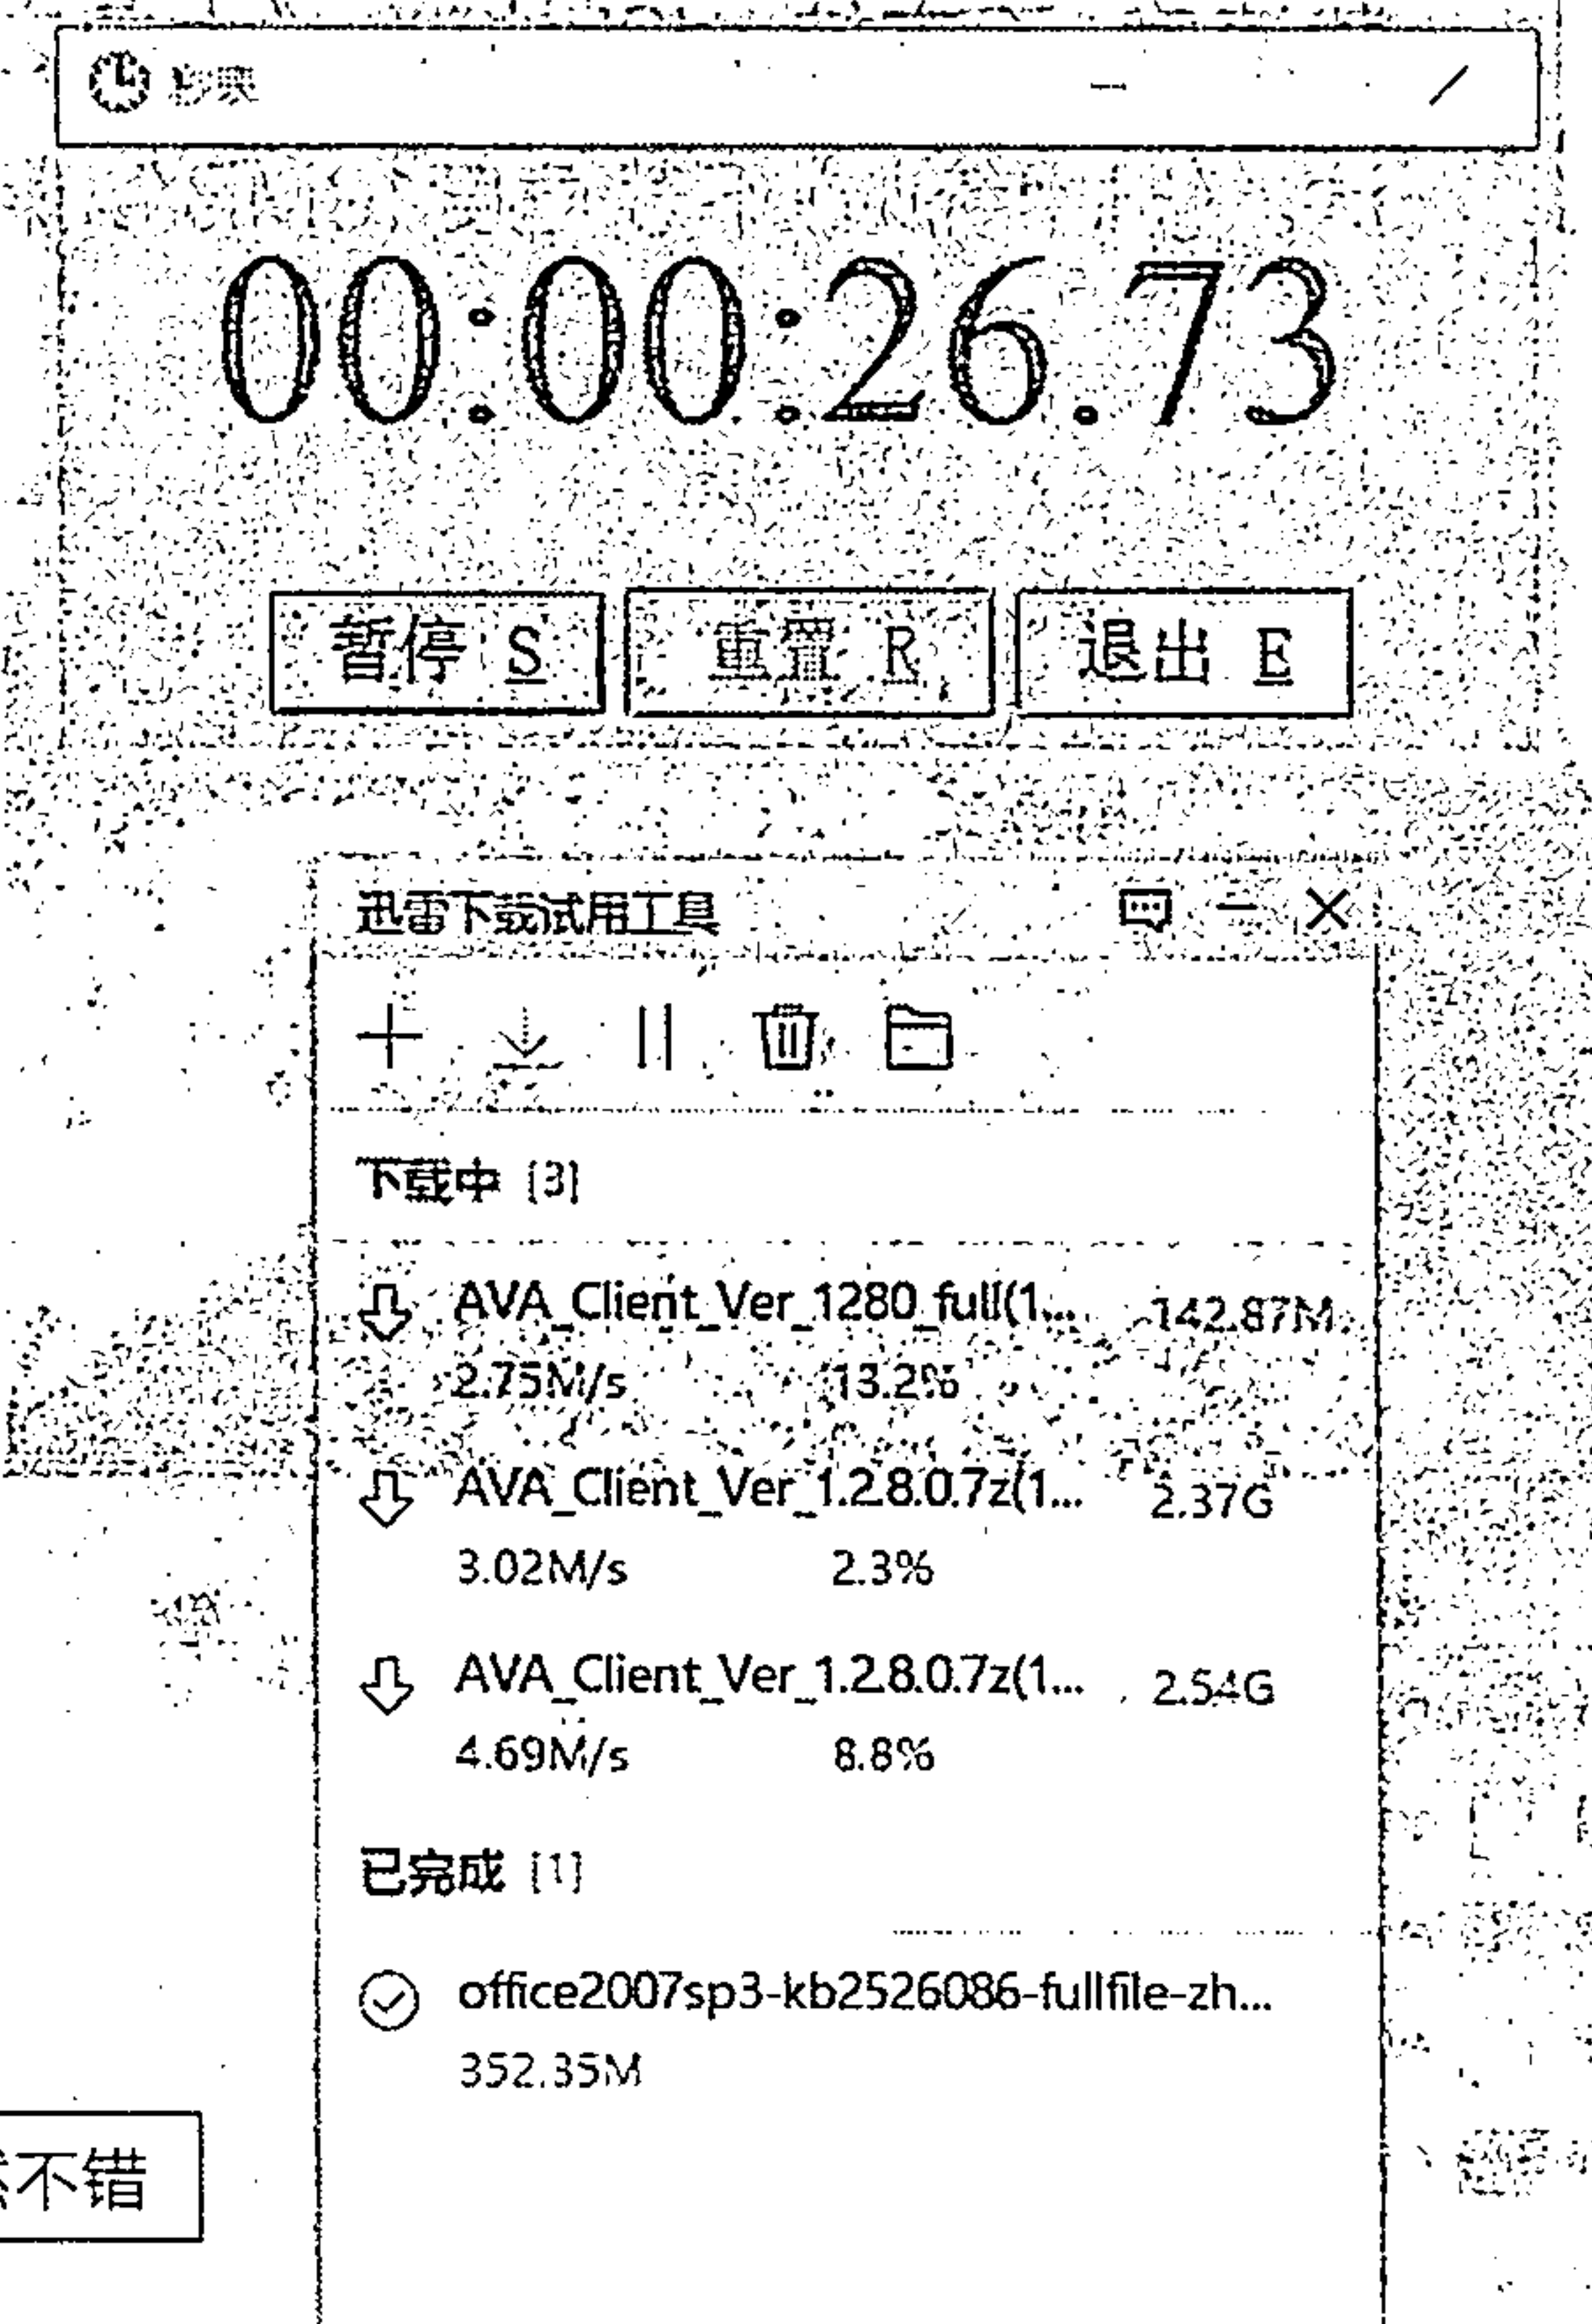 秒表
00:00:26.73
暂停 S 重置 R 退出 E
迅雷下载试用工具
下载中 [3]
AVA_Client_Ver_1280_full(1... 142.87M
2.75M/s 13.2%
AVA_Client_Ver_1.2.8.0.7z(1... 2.37G
3.02M/s 2.3%
AVA_Client_Ver_1.2.8.0.7z(1... 2.54G
4.69M/s 8.8%
已完成 [1]
office2007sp3-kb2526086-fullfile-zh...
352.35M
不错